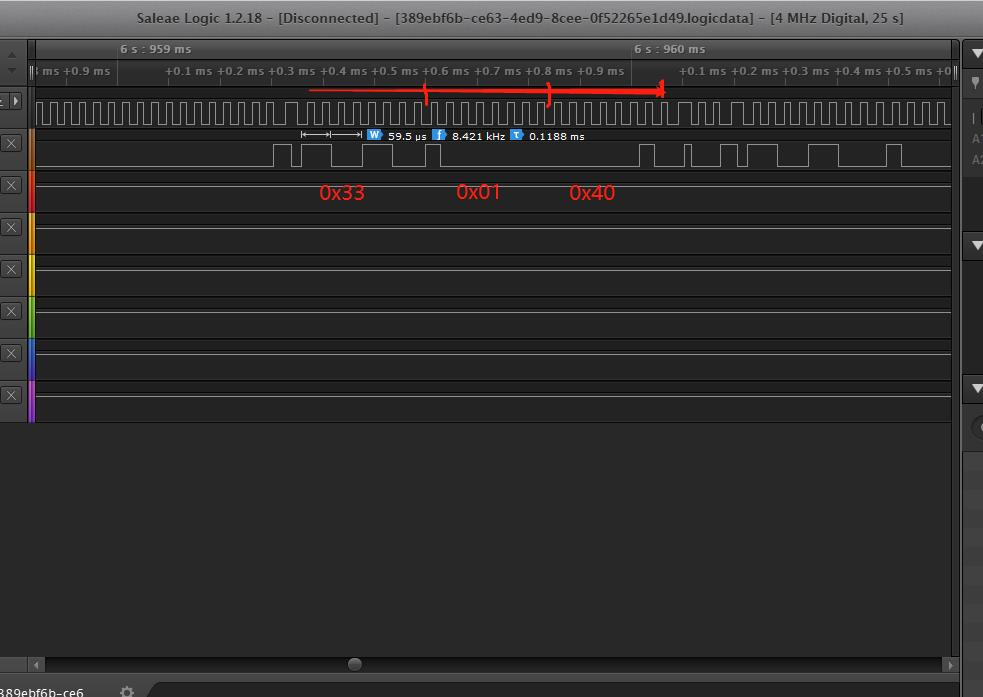 Saleae Logic 1.2.18 - [Disconnected] - [389ebf6b-ce63-4ed9-8cee-0f52265e1d49.logicdata] - [4 MHz Digital, 25 s]
6 s : 959 ms 6 s : 960 ms
ms +0.9 ms +0.1 ms +0.2 ms +0.3 ms +0.4 ms +0.5 ms +0.6 ms +0.7 ms +0.8 ms +0.9 ms +0.1 ms +0.2 ms +0.3 ms +0.4 ms +0.5 ms +0
W 59.5 µs f 8.421 kHz T 0.1188 ms
0x33 0x01 0x40
A1
A2
389ebf6b-ce6